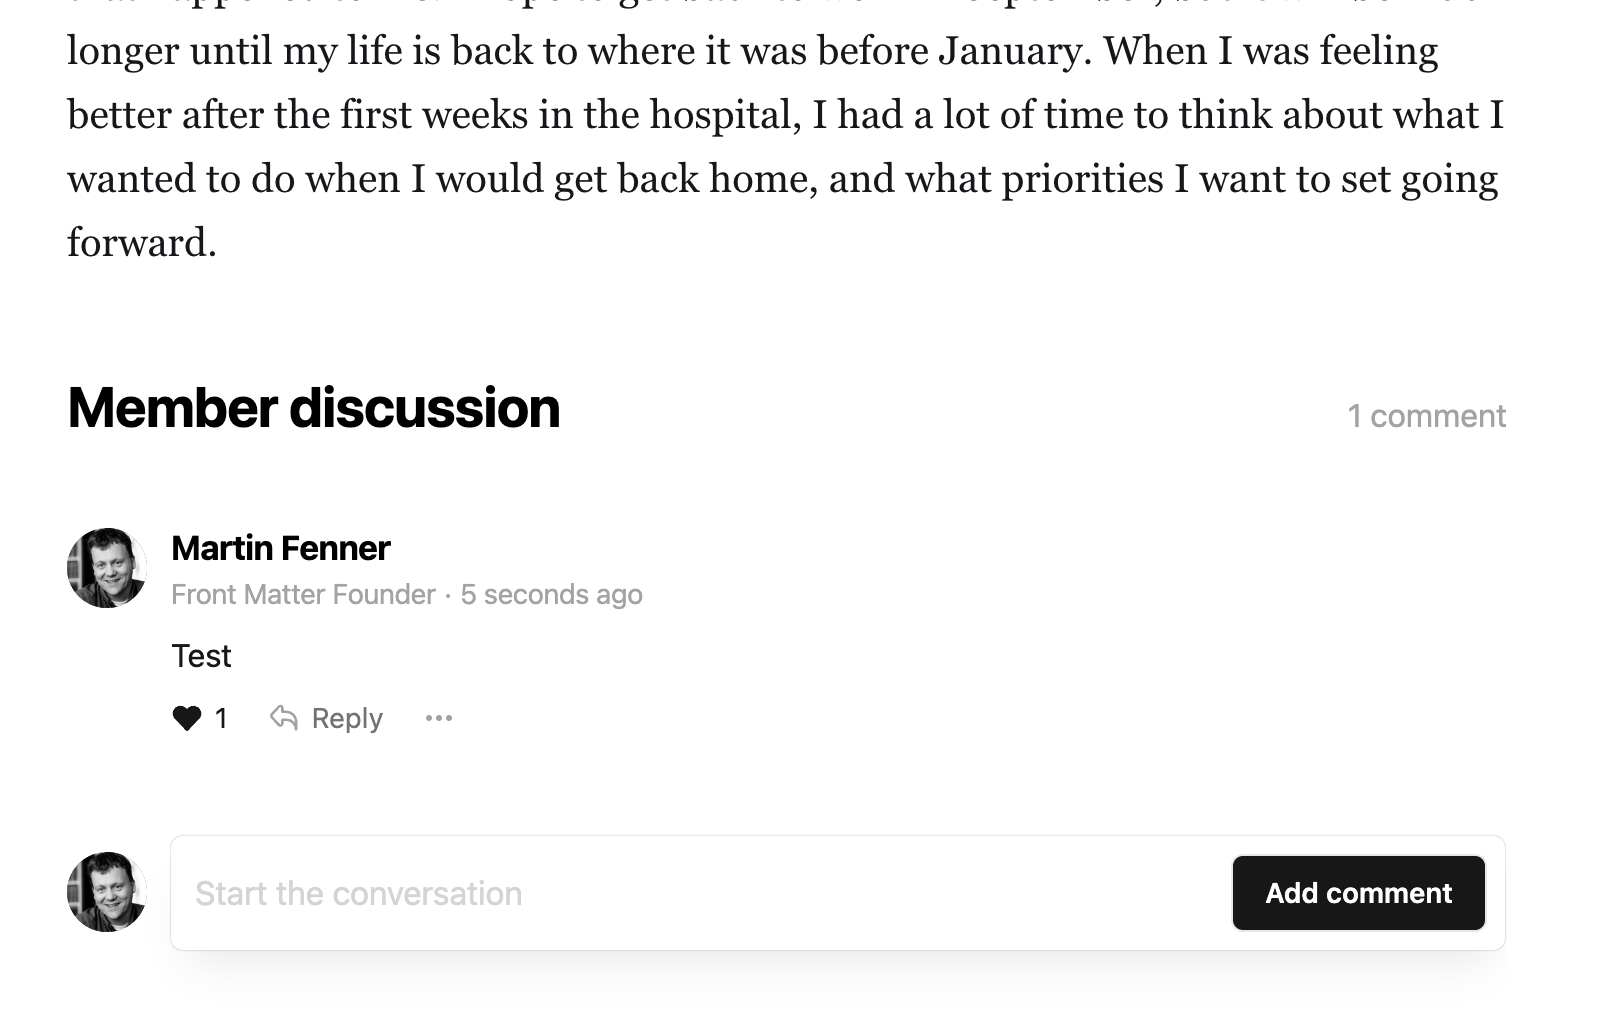 longer until my life is back to where it was before January. When I was feeling
better after the first weeks in the hospital, I had a lot of time to think about what I
wanted to do when I would get back home, and what priorities I want to set going
forward.
Member discussion
1 comment
Martin Fenner
Front Matter Founder · 5 seconds ago
Test
1 Reply
Start the conversation
Add comment